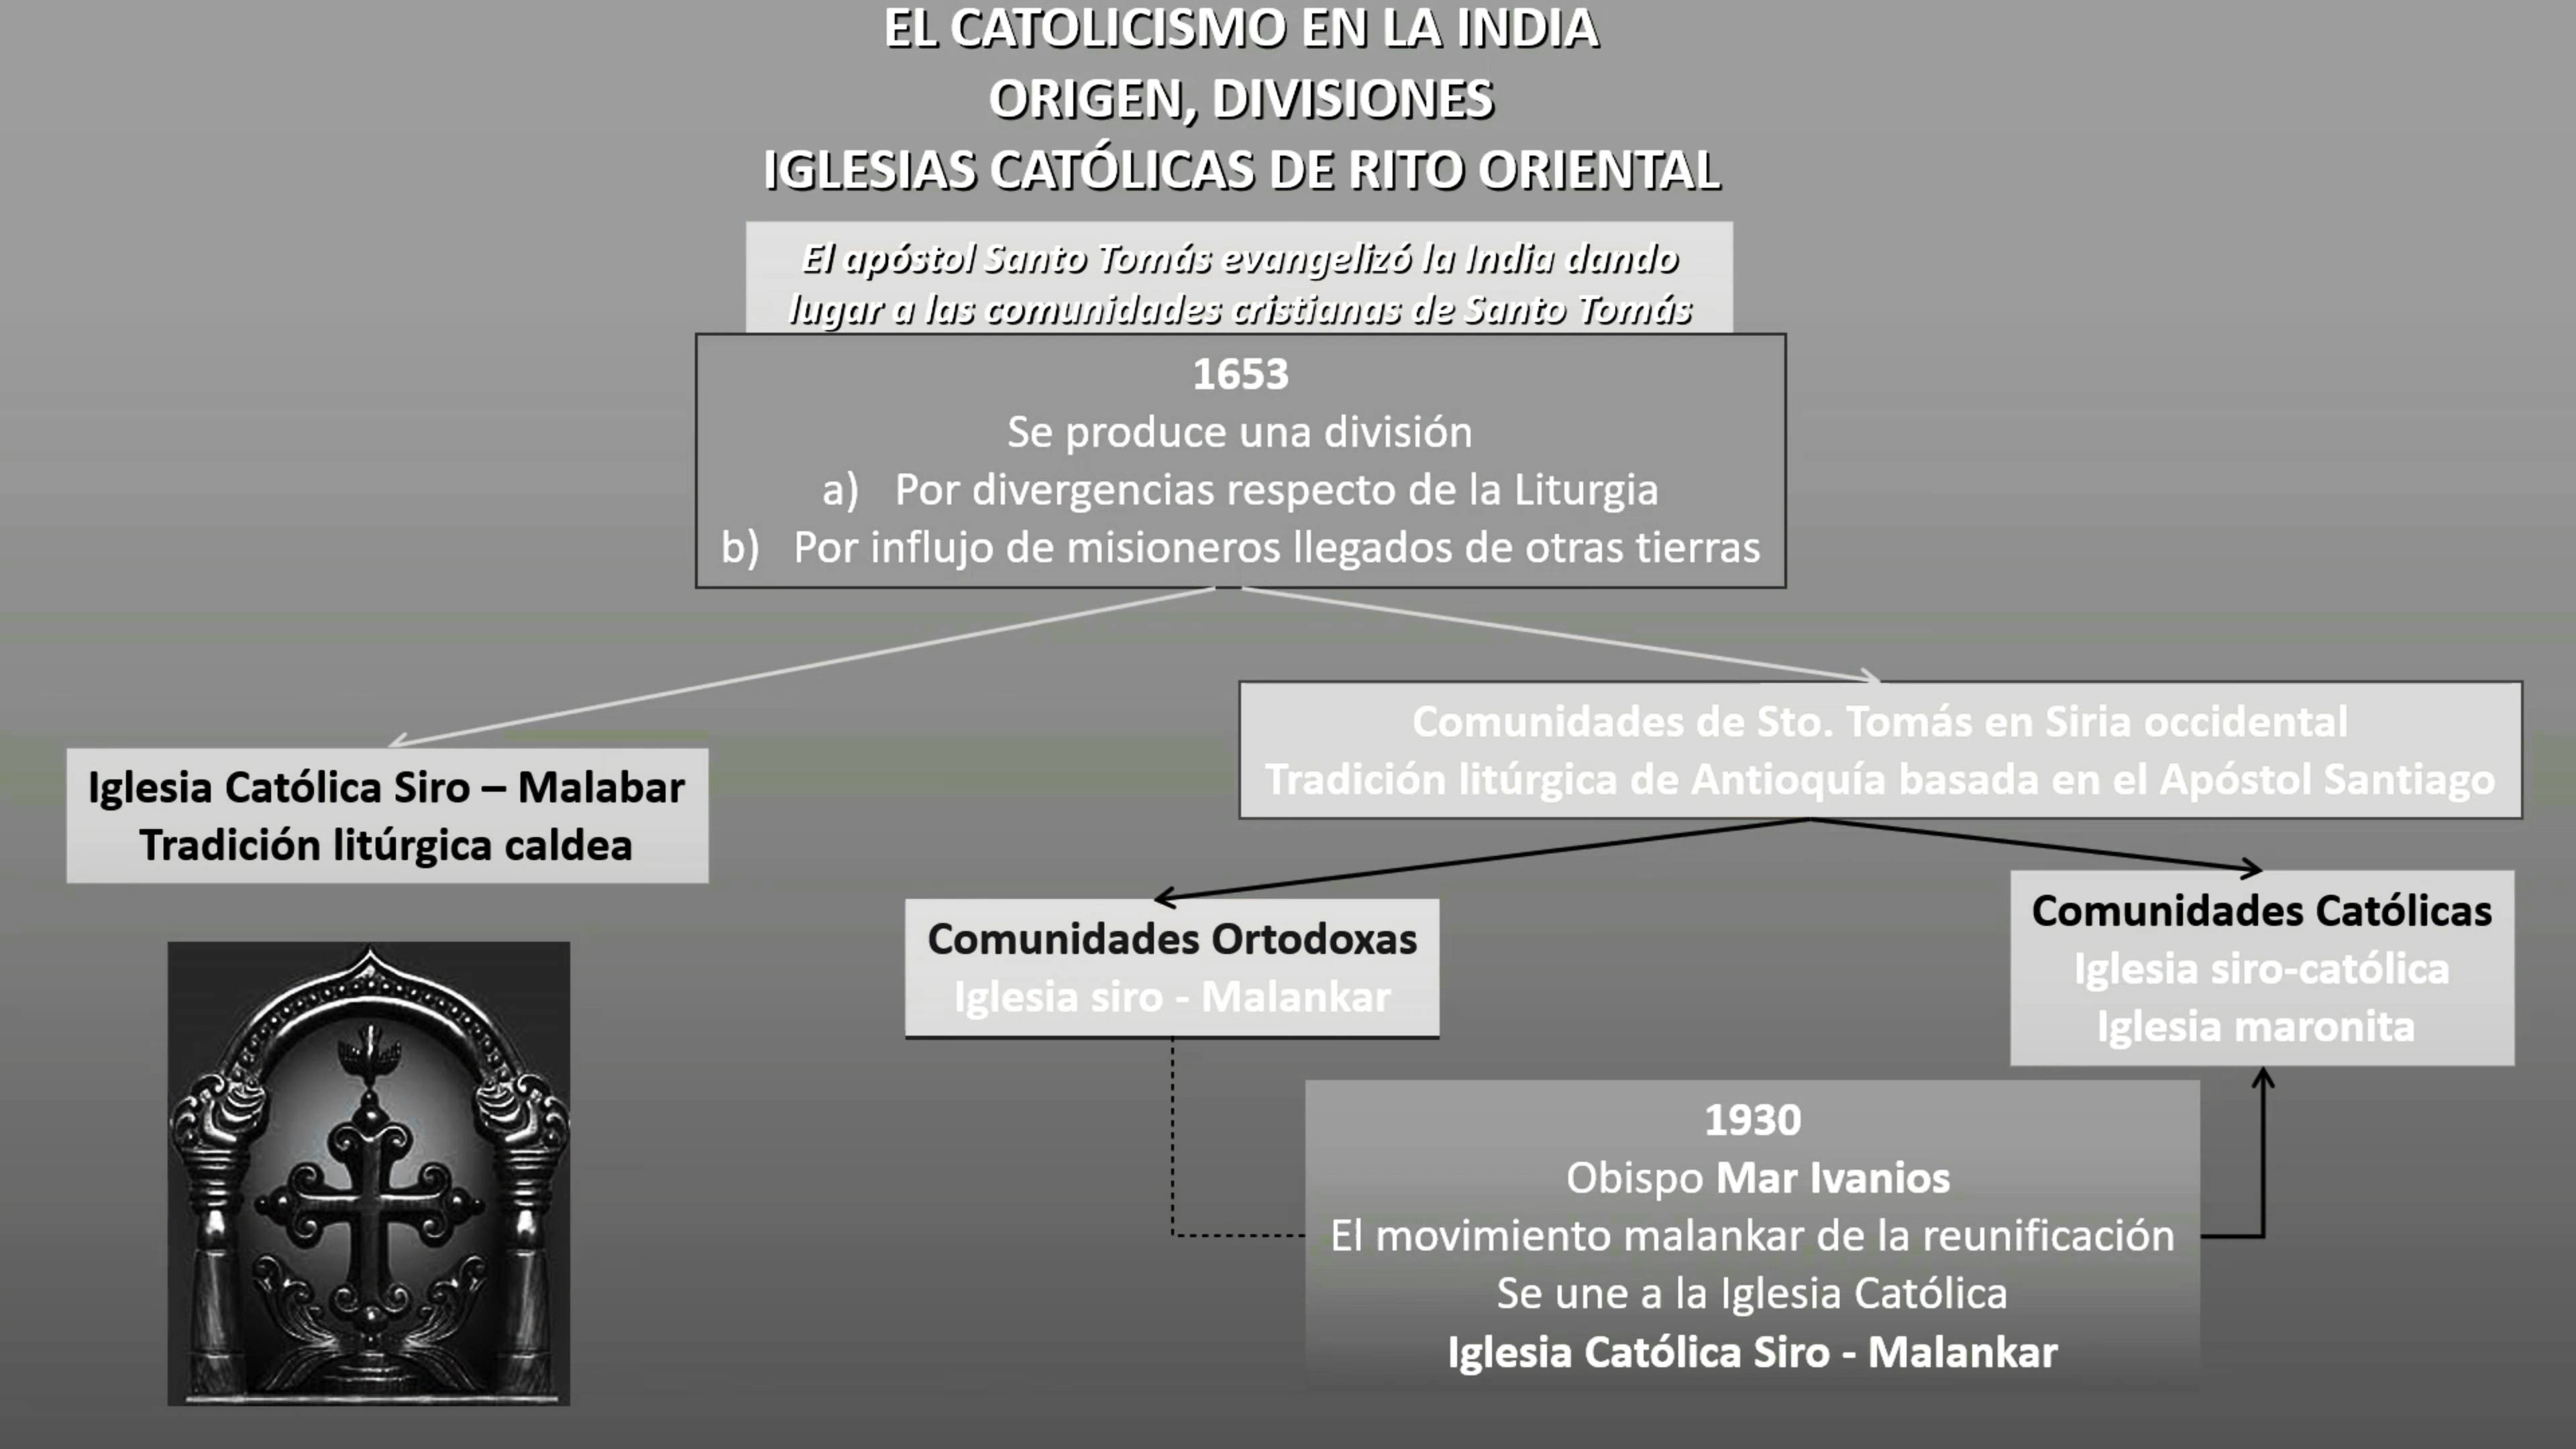 EL CATOLICISMO EN LA INDIA
ORIGEN, DIVISIONES
IGLESIAS CATÓLICAS DE RITO ORIENTAL
El apóstol Santo Tomás evangelizó la India dando
lugar a las comunidades cristianas de Santo Tomás
1653
Se produce una división
a) Por divergencias respecto de la Liturgia
b) Por influjo de misioneros llegados de otras tierras
Iglesia Católica Siro – Malabar
Tradición litúrgica caldea
Comunidades de Sto. Tomás en Siria occidental
Tradición litúrgica de Antioquía basada en el Apóstol Santiago
Comunidades Ortodoxas
Iglesia siro - Malankar
Comunidades Católicas
Iglesia siro-católica
Iglesia maronita
1930
Obispo Mar Ivanios
El movimiento malankar de la reunificación
Se une a la Iglesia Católica
Iglesia Católica Siro - Malankar